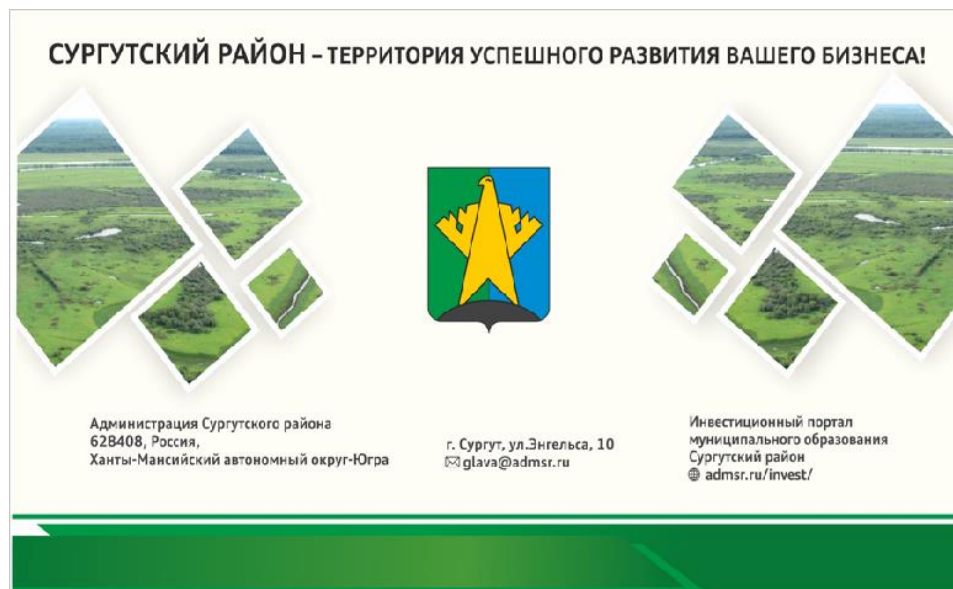 СУРГУТСКИЙ РАЙОН – ТЕРРИТОРИЯ УСПЕШНОГО РАЗВИТИЯ ВАШЕГО БИЗНЕСА!
Администрация Сургутского района
628408, Россия,
Ханты-Мансийский автономный округ-Югра
г. Сургут, ул.Энгельса, 10
glava@admsr.ru
Инвестиционный портал
муниципального образования
Сургутский район
admsr.ru/invest/